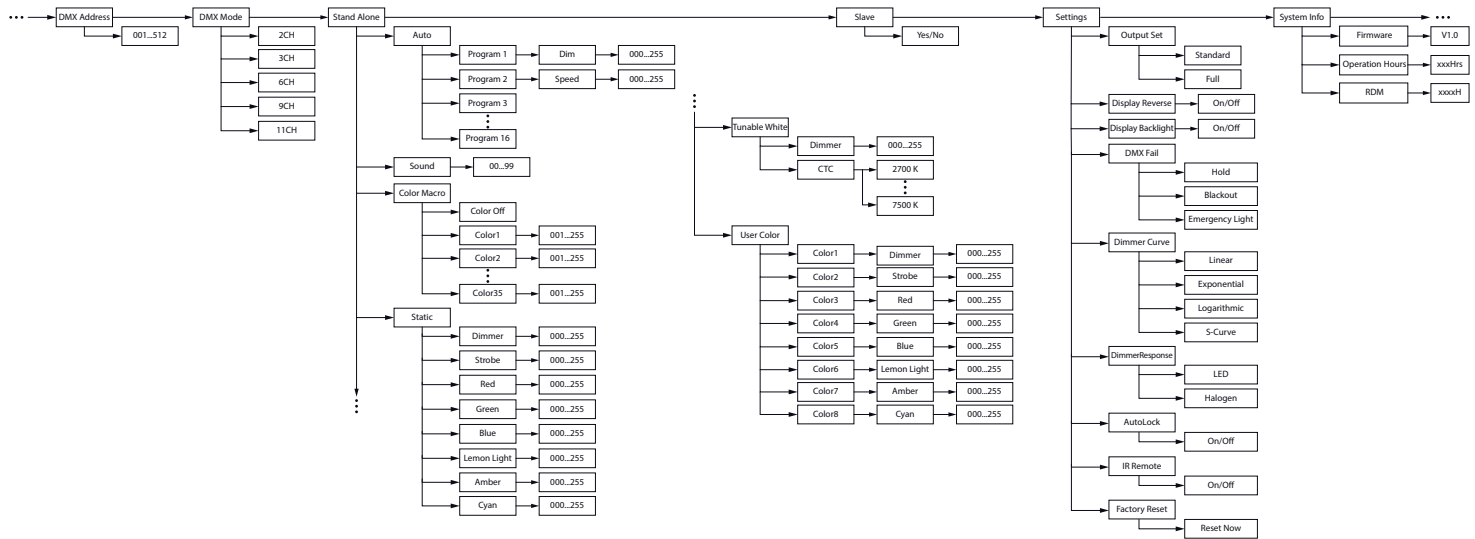 DMX Address
001...512
DMX Mode
2CH
3CH
6CH
9CH
11CH
Stand Alone
Auto
Program 1
Dim
000...255
Program 2
Speed
000...255
Program 3
Program 16
Sound
00...99
Color Macro
Color Off
Color1
001...255
Color2
001...255
Color35
001...255
Static
Dimmer
000...255
Strobe
000...255
Red
000...255
Green
000...255
Blue
000...255
Lemon Light
000...255
Amber
000...255
Cyan
000...255
Tunable White
Dimmer
000...255
CTC
2700 K
7500 K
User Color
Color1
Dimmer
000...255
Color2
Strobe
000...255
Color3
Red
000...255
Color4
Green
000...255
Color5
Blue
000...255
Color6
Lemon Light
000...255
Color7
Amber
000...255
Color8
Cyan
000...255
Slave
Yes/No
Settings
Output Set
Standard
Full
Display Reverse
On/Off
Display Backlight
On/Off
DMX Fail
Hold
Blackout
Emergency Light
Dimmer Curve
Linear
Exponential
Logarithmic
S-Curve
DimmerResponse
LED
Halogen
AutoLock
On/Off
IR Remote
On/Off
Factory Reset
Reset Now
System Info
Firmware
V1.0
Operation Hours
xxxHrs
RDM
xxxxH